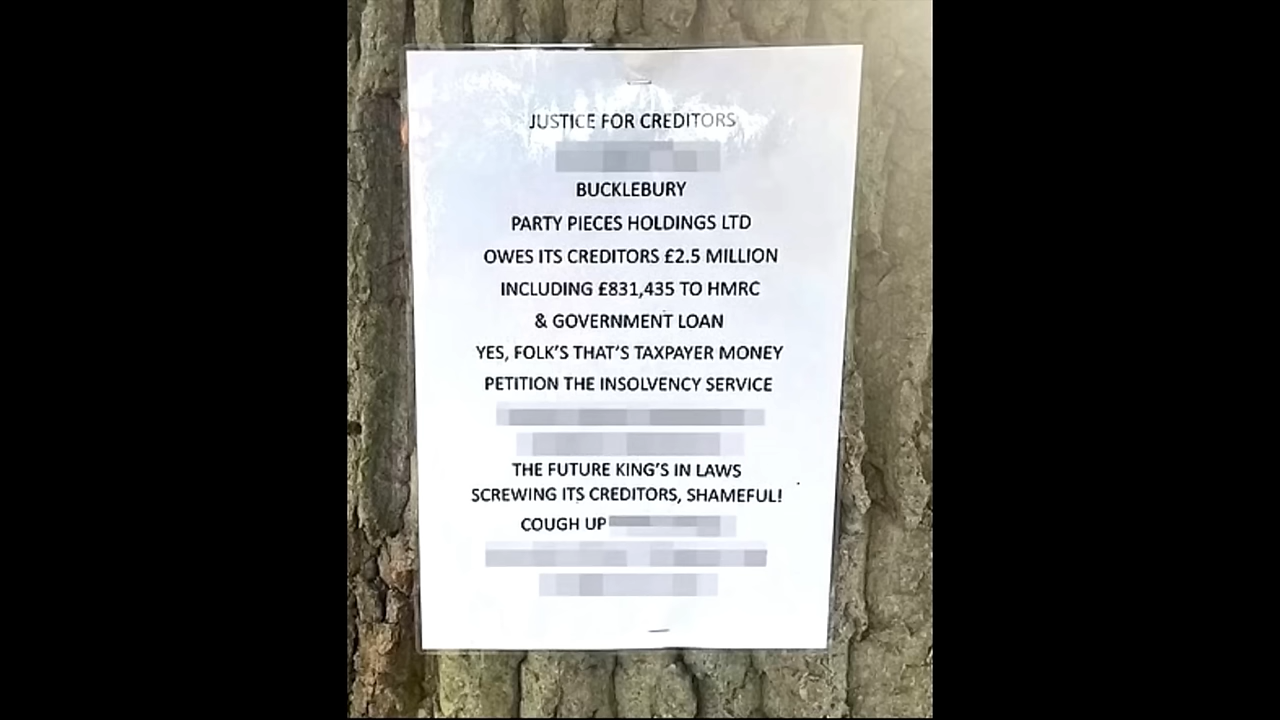 JUSTICE FOR CREDITORS
BUCKLEBURY
PARTY PIECES HOLDINGS LTD
OWES ITS CREDITORS £2.5 MILLION
INCLUDING £831,435 TO HMRC
& GOVERNMENT LOAN
YES, FOLK'S THAT'S TAXPAYER MONEY
PETITION THE INSOLVENCY SERVICE
THE FUTURE KING'S IN LAWS
SCREWING ITS CREDITORS, SHAMEFUL!
COUGH UP